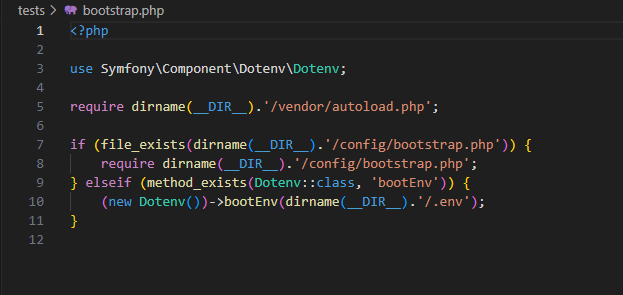 tests > bootstrap.php
1 <?php
2
3 use Symfony\Component\Dotenv\Dotenv;
4
5 require dirname(__DIR__).'/vendor/autoload.php';
6
7 if (file_exists(dirname(__DIR__).'/config/bootstrap.php')) {
8     require dirname(__DIR__).'/config/bootstrap.php';
9 } elseif (method_exists(Dotenv::class, 'bootEnv')) {
10     (new Dotenv())->bootEnv(dirname(__DIR__).'/.env');
11 }
12